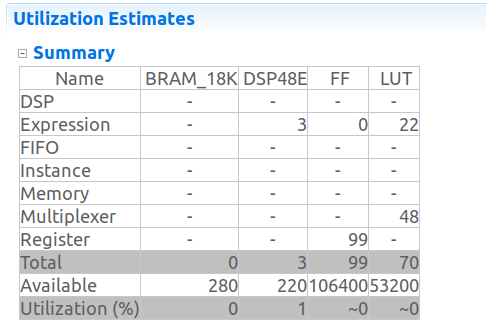 Utilization Estimates
Summary
Name BRAM_18K DSP48E FF LUT
DSP - - - -
Expression - 3 0 22
FIFO - - - -
Instance - - - -
Memory - - - -
Multiplexer - - - 48
Register - - 99 -
Total 0 3 99 70
Available 280 220 106400 53200
Utilization (%) 0 1 ~0 ~0